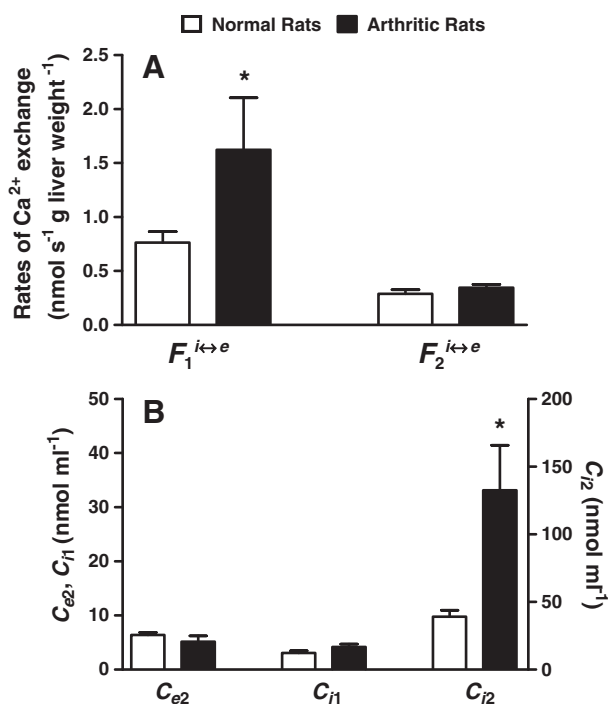 Normal Rats Arthritic Rats
A
*
Rates of Ca²⁺ exchange
(nmol s⁻¹ g liver weight⁻¹)
2.5
2.0
1.5
1.0
0.5
0.0
F₁ⁱ↔ᵉ F₂ⁱ↔ᵉ
B
*
Cₑ₂, Cᵢ₁ (nmol ml⁻¹)
50
40
30
20
10
0
200
150
100
50
0
Cᵢ₂ (nmol ml⁻¹)
Cₑ₂ Cᵢ₁ Cᵢ₂